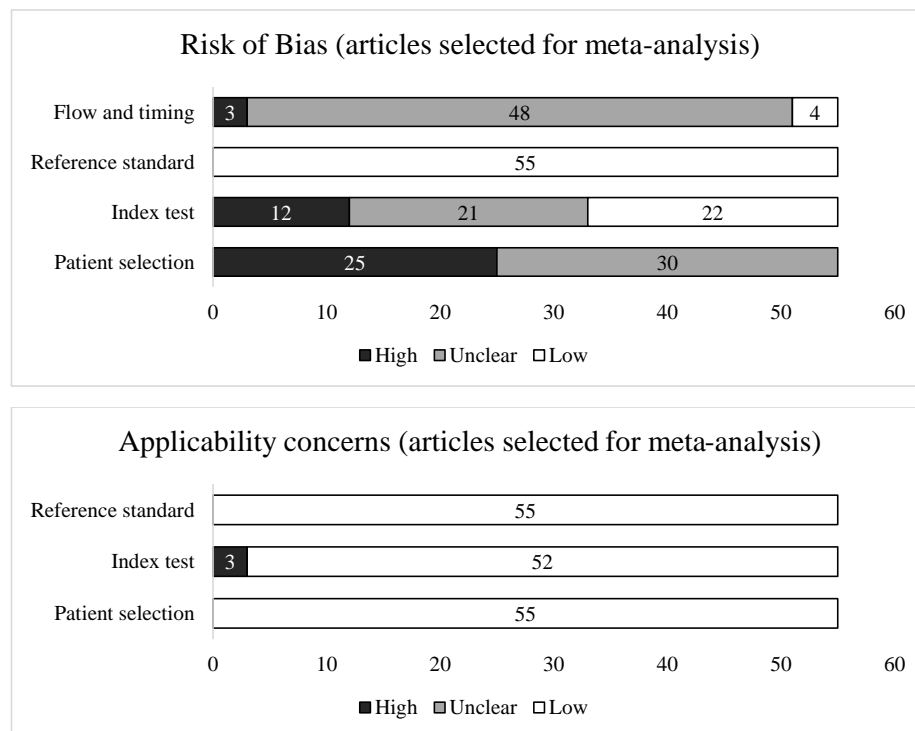 Risk of Bias (articles selected for meta-analysis)
Flow and timing 3 48 4
Reference standard 55
Index test 12 21 22
Patient selection 25 30
0 10 20 30 40 50 60
High Unclear Low
Applicability concerns (articles selected for meta-analysis)
Reference standard 55
Index test 3 52
Patient selection 55
0 10 20 30 40 50 60
High Unclear Low